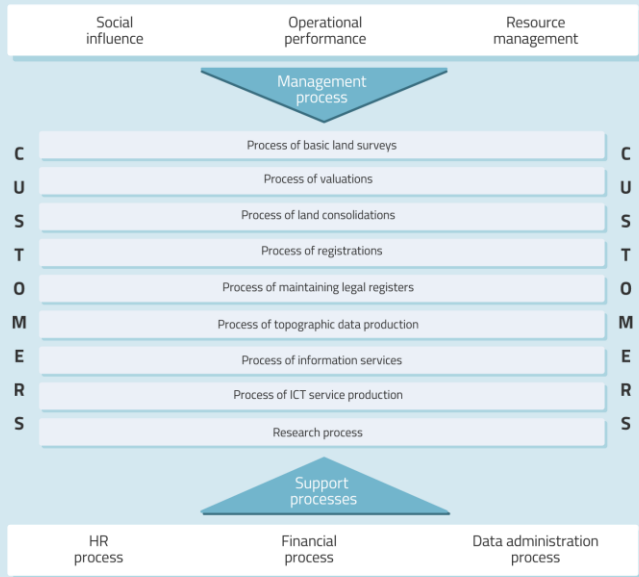 Social
influence
Operational
performance
Resource
management
Management
process
C
U
S
T
O
M
E
R
S
Process of basic land surveys
Process of valuations
Process of land consolidations
Process of registrations
Process of maintaining legal registers
Process of topographic data production
Process of information services
Process of ICT service production
Research process
C
U
S
T
O
M
E
R
S
Support
processes
HR
process
Financial
process
Data administration
process